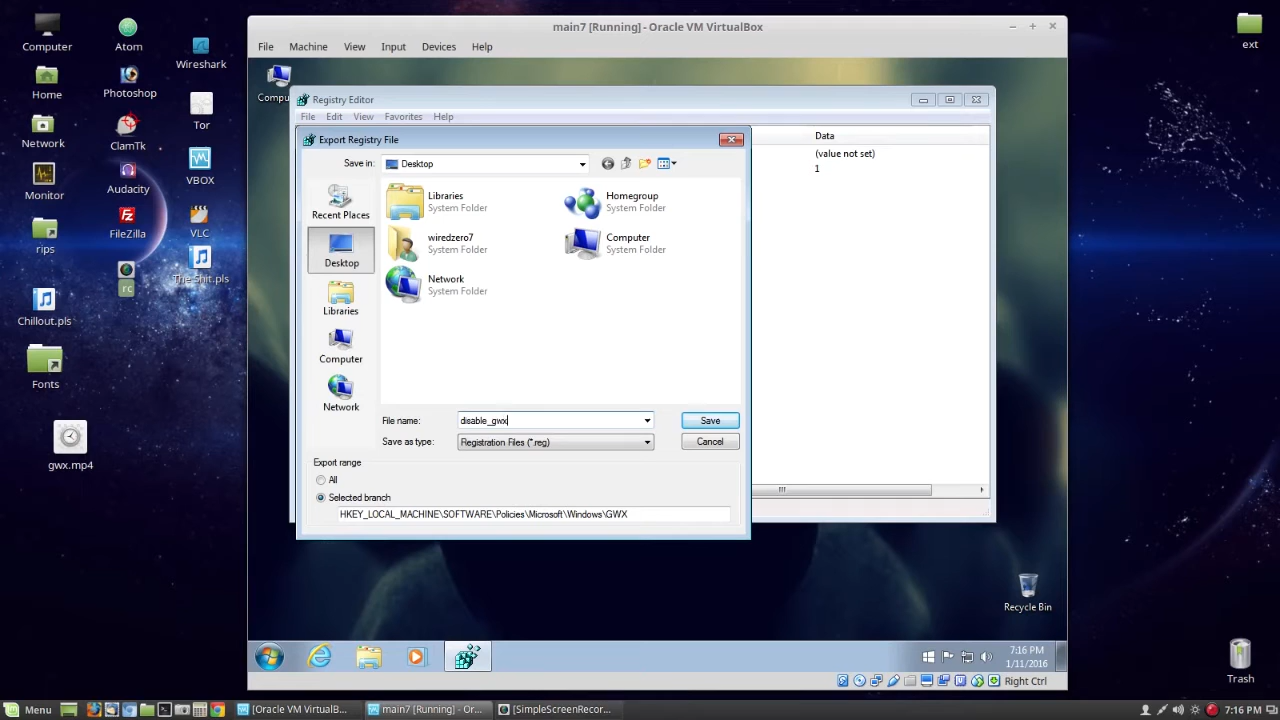 main7 [Running] - Oracle VM VirtualBox
File Machine View Input Devices Help
Computer
Home
Network
Monitor
rips
Chillout.pls
Fonts
gwx.mp4
Atom
Photoshop
ClamTk
Audacity
FileZilla
rc
Wireshark
Tor
VBOX
VLC
The Shit.pls
ext
Trash
Compu
Registry Editor
File Edit View Favorites Help
Data
(value not set)
1
Export Registry File
Save in: Desktop
Recent Places
Desktop
Libraries
Computer
Network
Libraries
System Folder
Homegroup
System Folder
wiredzero7
System Folder
Computer
System Folder
Network
System Folder
File name: disable_gwx Save
Save as type: Registration Files (*.reg) Cancel
Export range
All
Selected branch
HKEY_LOCAL_MACHINE\SOFTWARE\Policies\Microsoft\Windows\GWX
Recycle Bin
7:16 PM
1/11/2016
Right Ctrl
Menu [Oracle VM VirtualB... main7 [Running] - Or... [SimpleScreenRecor... 7:16 PM